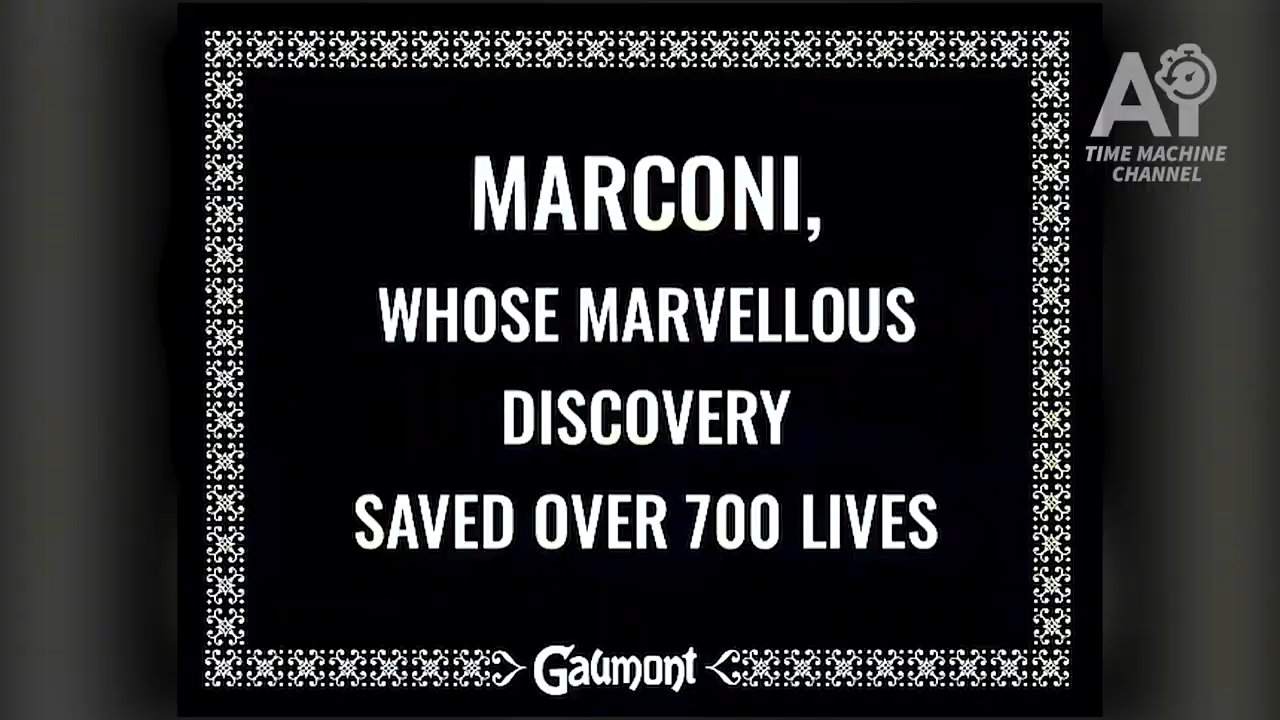 MARCONI,
WHOSE MARVELLOUS
DISCOVERY
SAVED OVER 700 LIVES
Gaumont
AI
TIME MACHINE
CHANNEL